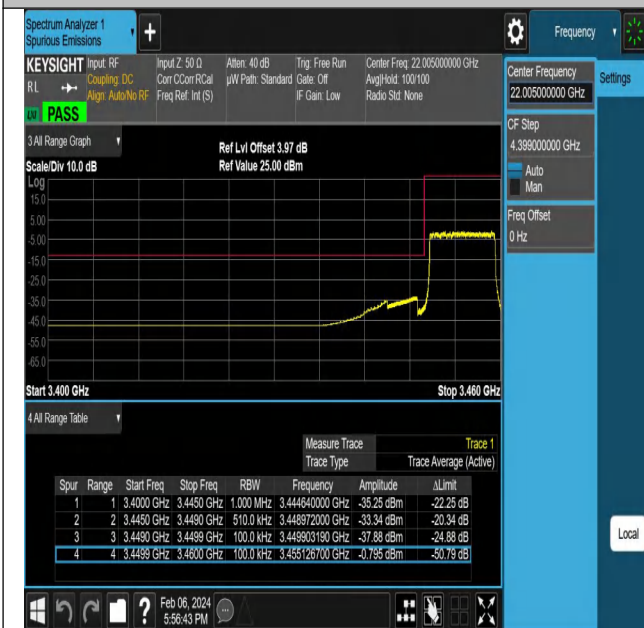 Spectrum Analyzer 1
Spurious Emissions
Frequency
KEYSIGHT
RL
LXI
PASS
Input: RF
Coupling: DC
Align: Auto/No RF
Input Z: 50 Ω
Corr CCorr RCal
Freq Ref: Int (S)
Atten: 40 dB
µW Path: Standard
Trig: Free Run
Gate: Off
IF Gain: Low
Center Freq: 22.005000000 GHz
Avg|Hold: 100/100
Radio Std: None
Center Frequency
22.005000000 GHz
Settings
CF Step
4.399000000 GHz
Auto
Man
Freq Offset
0 Hz
Local
3 All Range Graph
Scale/Div 10.0 dB
Ref Lvl Offset 3.97 dB
Ref Value 25.00 dBm
Log
15.0
5.00
-5.00
-15.0
-25.0
-35.0
-45.0
-55.0
-65.0
Start 3.400 GHz
Stop 3.460 GHz
4 All Range Table
Measure Trace Trace 1
Trace Type Trace Average (Active)
Spur Range Start Freq Stop Freq RBW Frequency Amplitude ΔLimit
1 1 3.4000 GHz 3.4450 GHz 1.000 MHz 3.444640000 GHz -35.25 dBm -22.25 dB
2 2 3.4450 GHz 3.4490 GHz 510.0 kHz 3.448972000 GHz -33.34 dBm -20.34 dB
3 3 3.4490 GHz 3.4499 GHz 100.0 kHz 3.449903190 GHz -37.88 dBm -24.88 dB
4 4 3.4499 GHz 3.4600 GHz 100.0 kHz 3.455126700 GHz -0.795 dBm -50.79 dB
?
Feb 06, 2024
5:56:43 PM